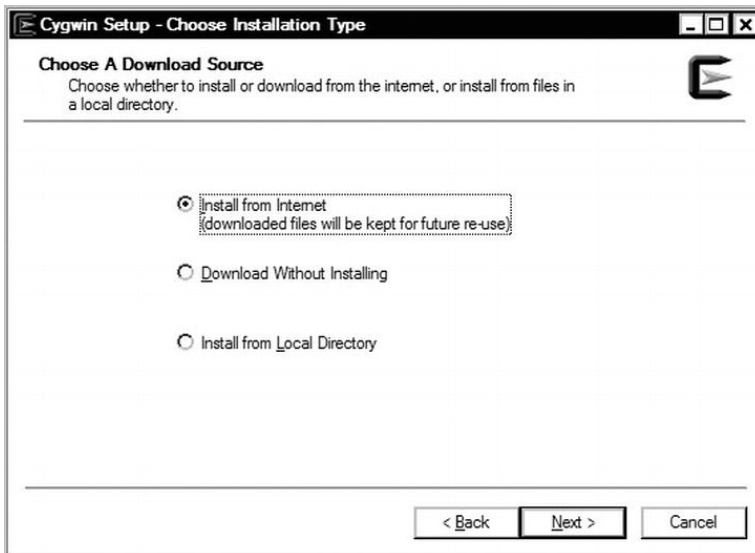 Cygwin Setup - Choose Installation Type
Choose A Download Source
Choose whether to install or download from the internet, or install from files in
a local directory.
Install from Internet
(downloaded files will be kept for future re-use)
Download Without Installing
Install from Local Directory
< Back Next > Cancel